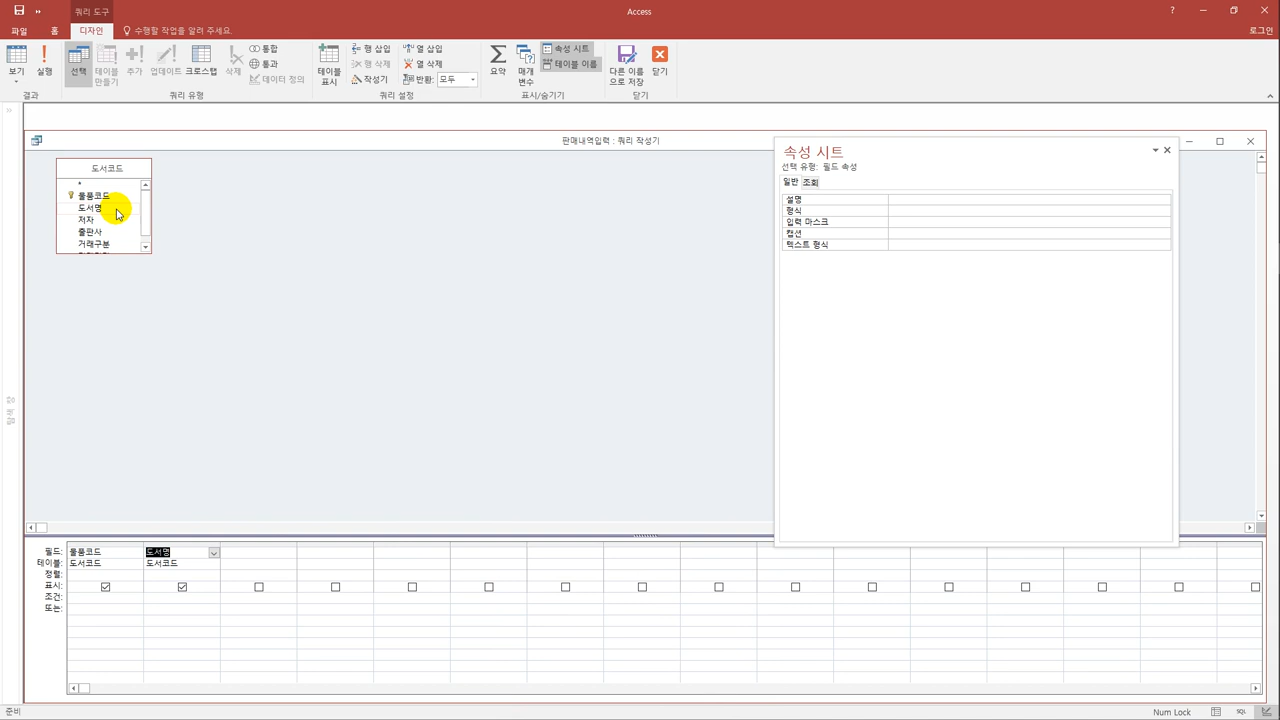 쿼리 도구
Access
?
파일
홈
디자인
수행할 작업을 알려 주세요.
로그인
보기
실행
선택
테이블
만들기
추가
업데이트
크로스탭
삭제
통합
통과
데이터 정의
테이블
표시
행 삽입
행 삭제
작성기
열 삽입
열 삭제
반환:
모두
요약
매개
변수
속성 시트
테이블 이름
다른 이름
으로 저장
닫기
결과
쿼리 유형
쿼리 설정
표시/숨기기
닫기
판매내역입력 : 쿼리 작성기
도서코드
*
물품코드
도서명
저자
출판사
거래구분
속성 시트
선택 유형: 필드 속성
일반
조회
설명
형식
입력 마스크
캡션
텍스트 형식
탐색 창
필드:
물품코드
도서명
테이블:
도서코드
도서코드
정렬:
표시:
조건:
또는:
준비
Num Lock
SQL